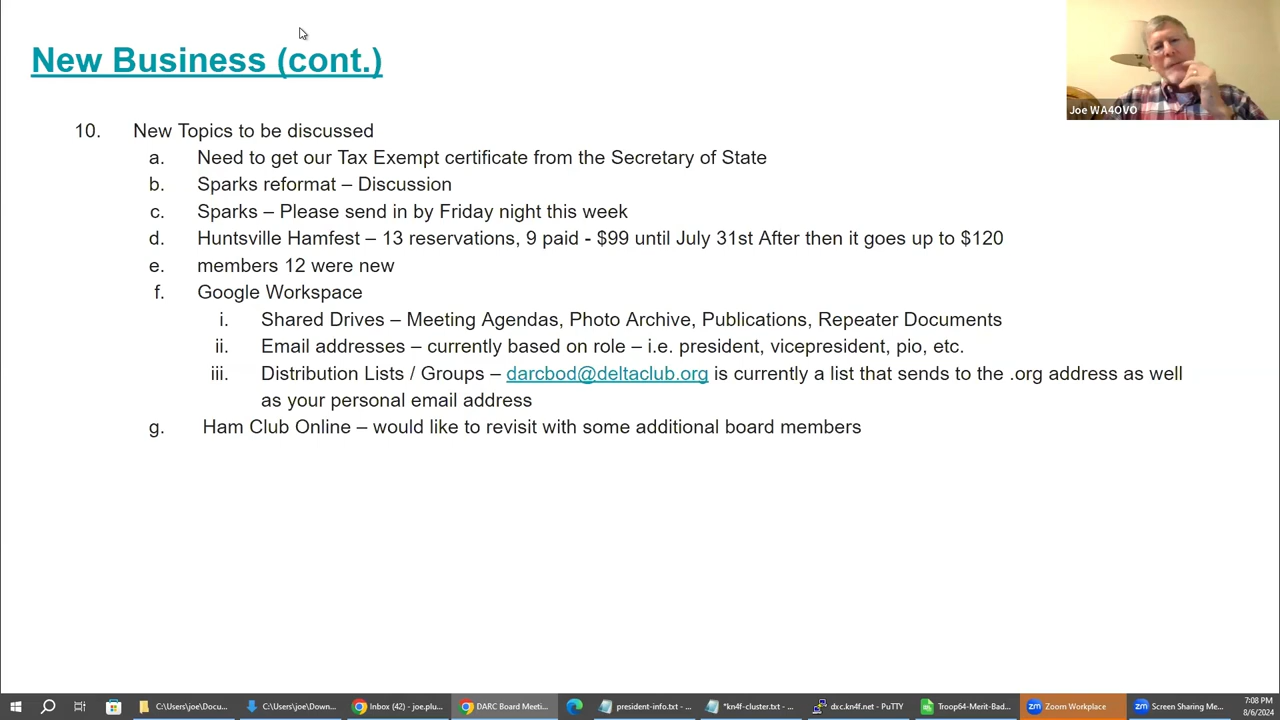 New Business (cont.)
Joe WA4OVO
10. New Topics to be discussed
a. Need to get our Tax Exempt certificate from the Secretary of State
b. Sparks reformat – Discussion
c. Sparks – Please send in by Friday night this week
d. Huntsville Hamfest – 13 reservations, 9 paid - $99 until July 31st After then it goes up to $120
e. members 12 were new
f. Google Workspace
i. Shared Drives – Meeting Agendas, Photo Archive, Publications, Repeater Documents
ii. Email addresses – currently based on role – i.e. president, vicepresident, pio, etc.
iii. Distribution Lists / Groups – darcbod@deltaclub.org is currently a list that sends to the .org address as well
as your personal email address
g. Ham Club Online – would like to revisit with some additional board members
C:\Users\joe\Docu... C:\Users\joe\Down... Inbox (42) - joe.plu... DARC Board Meeti... president-info.txt - ... *kn4f-cluster.txt - ... dxc.kn4f.net - PuTTY Troop64-Merit-Bad... Zoom Workplace Screen Sharing Me... 7:08 PM
8/6/2024